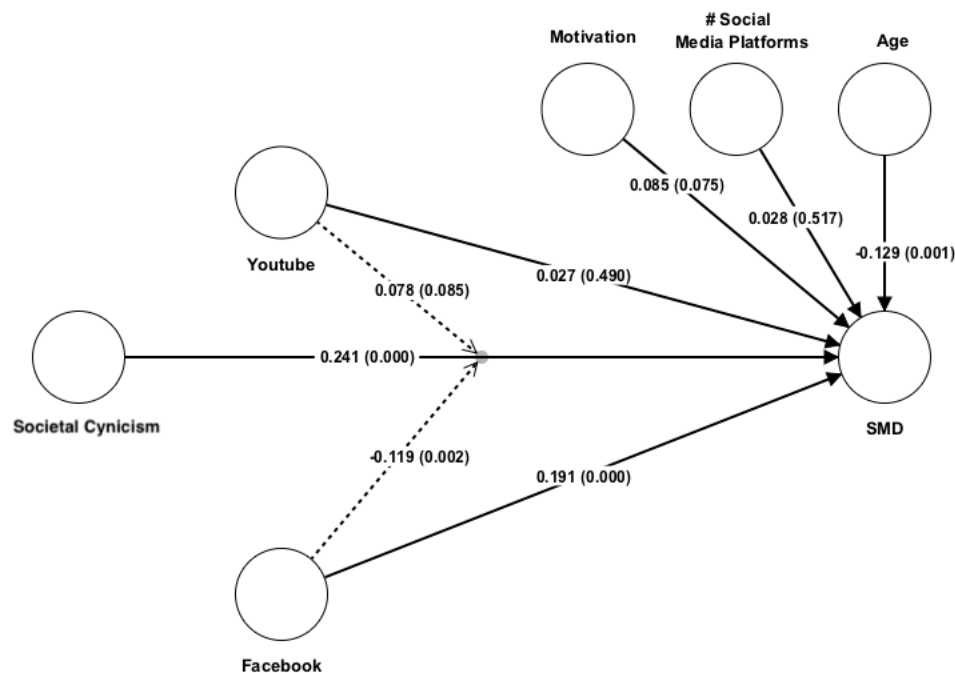 # Social
Motivation
Media Platforms
Age
0.085 (0.075)
0.028 (0.517)
-0.129 (0.001)
Youtube
0.027 (0.490)
0.078 (0.085)
0.241 (0.000)
Societal Cynicism
SMD
-0.119 (0.002)
0.191 (0.000)
Facebook